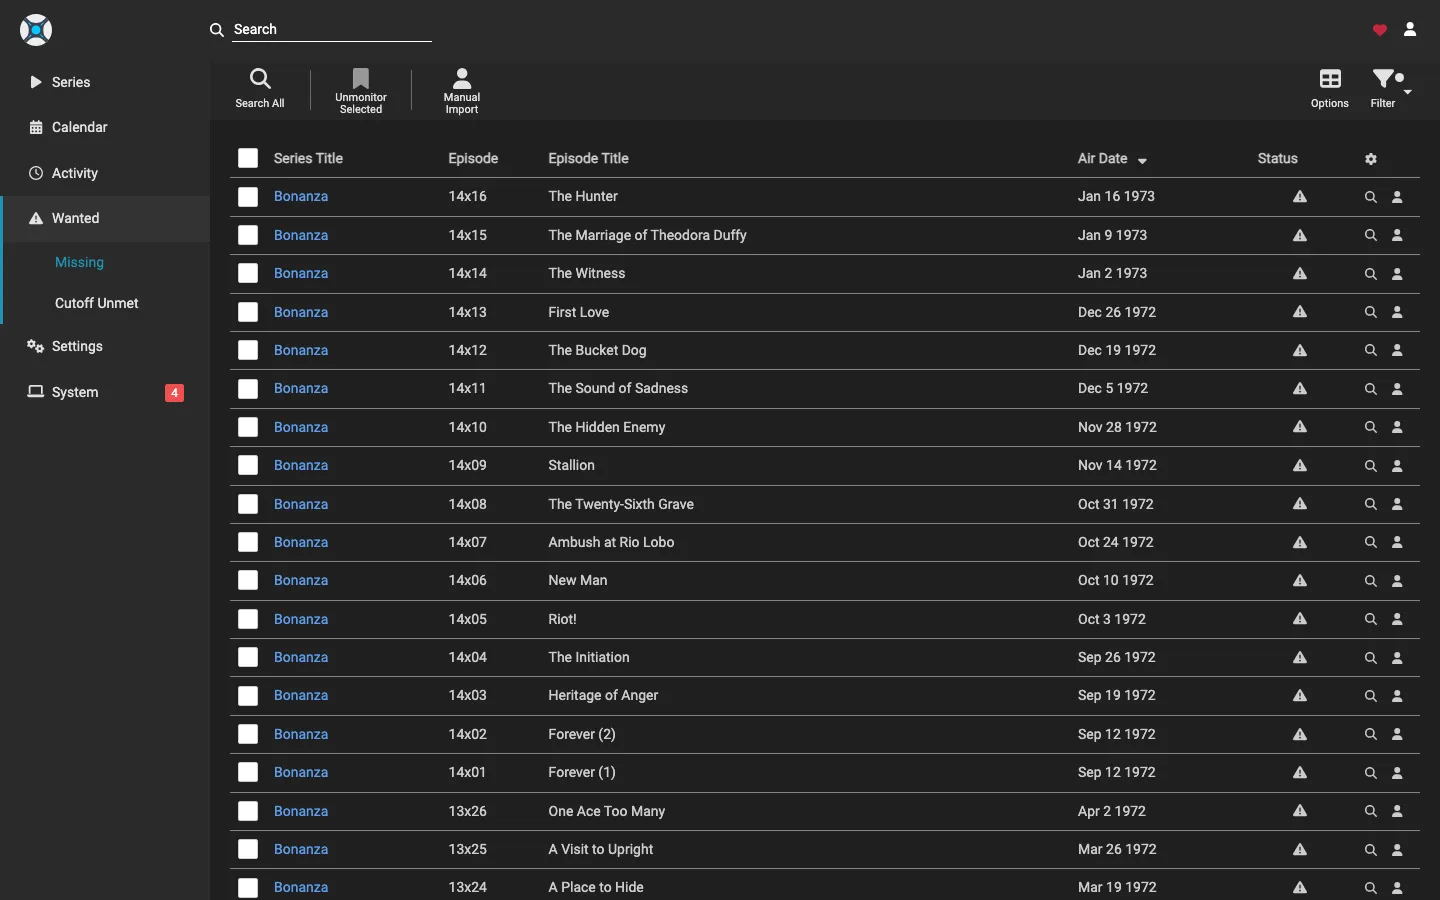 Search
Series
Calendar
Activity
Wanted
Missing
Cutoff Unmet
Settings
System 4
Search All
Unmonitor
Selected
Manual
Import
Options
Filter
Series Title Episode Episode Title Air Date Status
Bonanza 14x16 The Hunter Jan 16 1973
Bonanza 14x15 The Marriage of Theodora Duffy Jan 9 1973
Bonanza 14x14 The Witness Jan 2 1973
Bonanza 14x13 First Love Dec 26 1972
Bonanza 14x12 The Bucket Dog Dec 19 1972
Bonanza 14x11 The Sound of Sadness Dec 5 1972
Bonanza 14x10 The Hidden Enemy Nov 28 1972
Bonanza 14x09 Stallion Nov 14 1972
Bonanza 14x08 The Twenty-Sixth Grave Oct 31 1972
Bonanza 14x07 Ambush at Rio Lobo Oct 24 1972
Bonanza 14x06 New Man Oct 10 1972
Bonanza 14x05 Riot! Oct 3 1972
Bonanza 14x04 The Initiation Sep 26 1972
Bonanza 14x03 Heritage of Anger Sep 19 1972
Bonanza 14x02 Forever (2) Sep 12 1972
Bonanza 14x01 Forever (1) Sep 12 1972
Bonanza 13x26 One Ace Too Many Apr 2 1972
Bonanza 13x25 A Visit to Upright Mar 26 1972
Bonanza 13x24 A Place to Hide Mar 19 1972